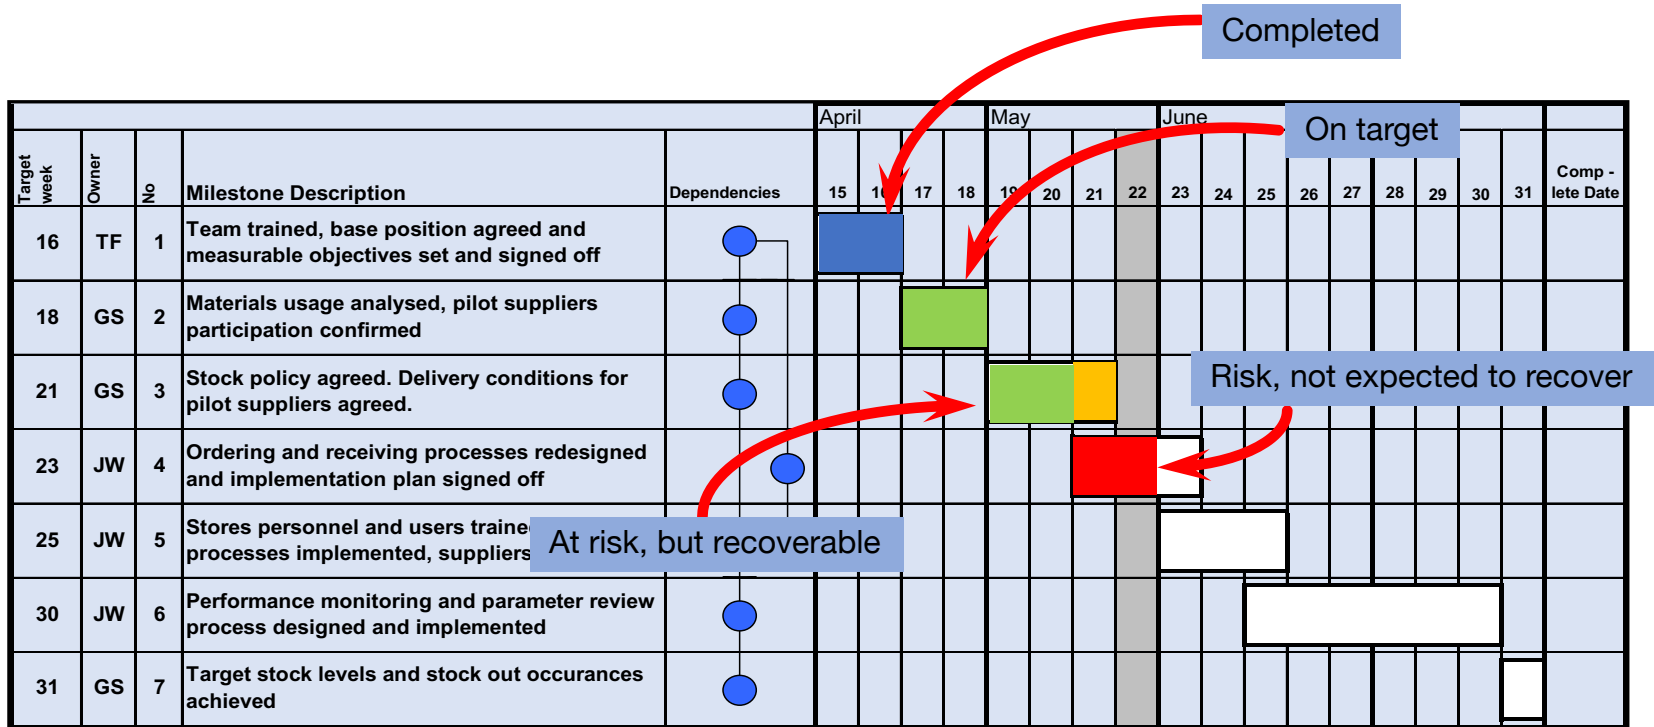 Completed
April May June
On target
Target week Owner No Milestone Description Dependencies 15 16 17 18 19 20 21 22 23 24 25 26 27 28 29 30 31 Comp - lete Date
16 TF 1 Team trained, base position agreed and
measurable objectives set and signed off
18 GS 2 Materials usage analysed, pilot suppliers
participation confirmed
Risk, not expected to recover
21 GS 3 Stock policy agreed. Delivery conditions for
pilot suppliers agreed.
23 JW 4 Ordering and receiving processes redesigned
and implementation plan signed off
25 JW 5 Stores personnel and users
processes implemented, suppliers
At risk, but recoverable
30 JW 6 Performance monitoring and parameter review
process designed and implemented
31 GS 7 Target stock levels and stock out occurances
achieved